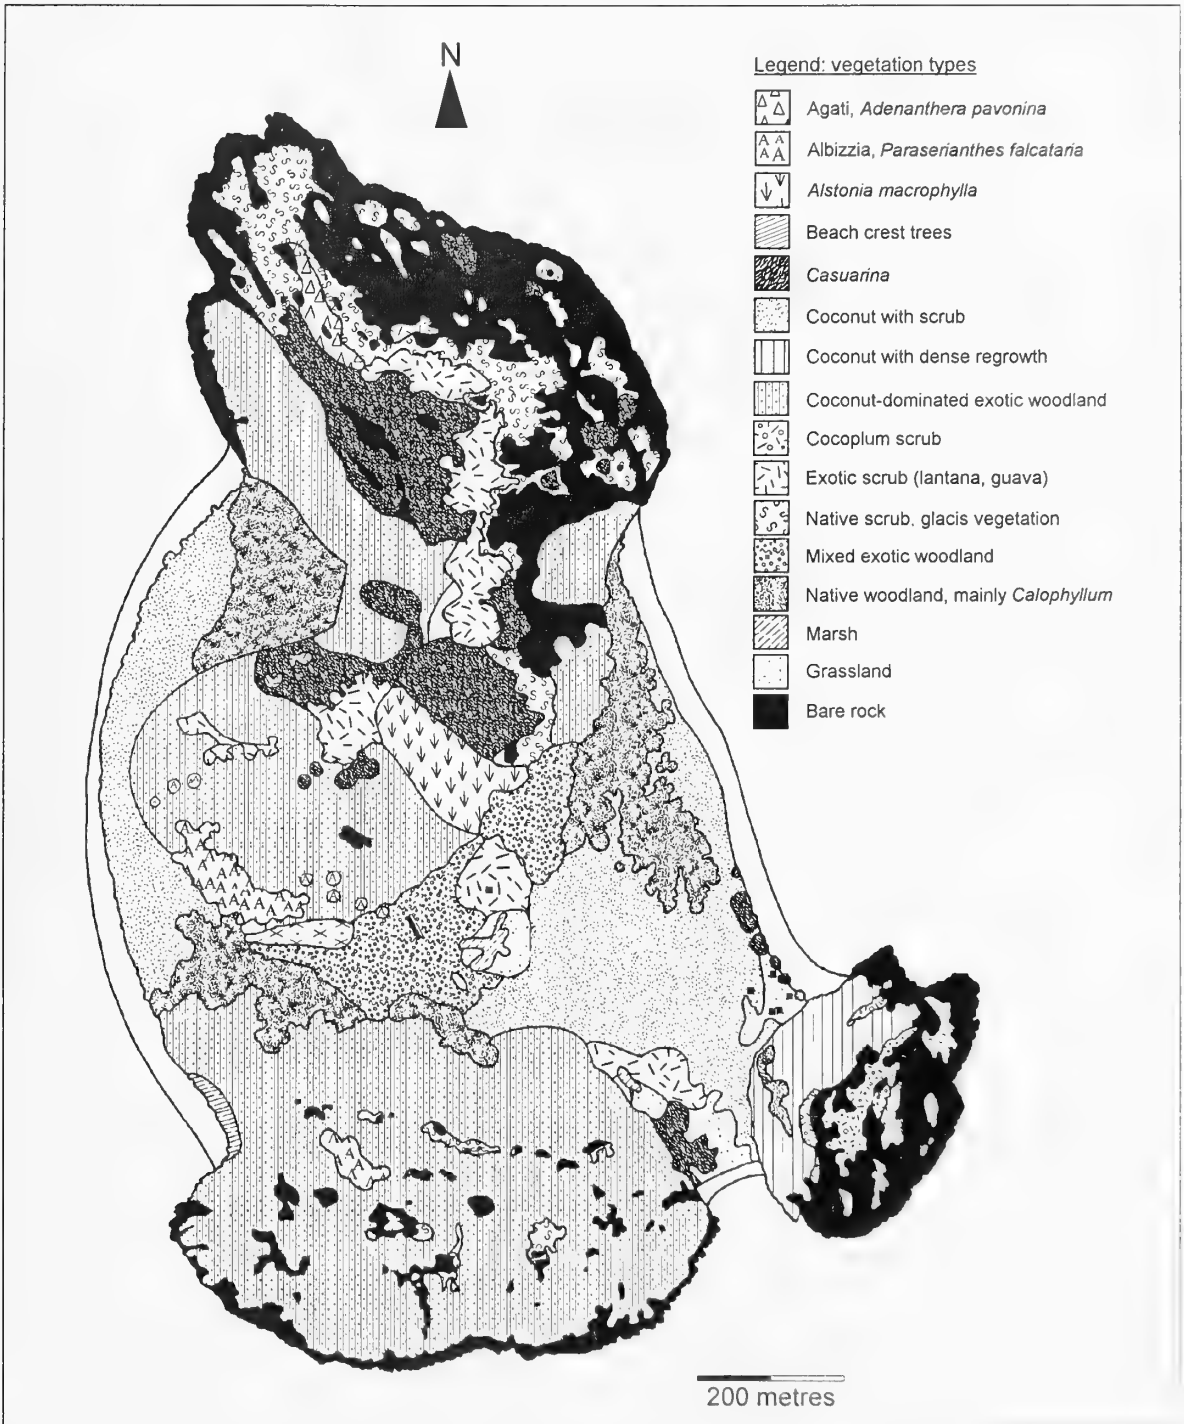 N
Legend: vegetation types
Agati, Adenanthera pavonina
Albizzia, Paraserianthes falcataria
Alstonia macrophylla
Beach crest trees
Casuarina
Coconut with scrub
Coconut with dense regrowth
Coconut-dominated exotic woodland
Cocoplum scrub
Exotic scrub (lantana, guava)
Native scrub, glacis vegetation
Mixed exotic woodland
Native woodland, mainly Calophyllum
Marsh
Grassland
Bare rock
200 metres